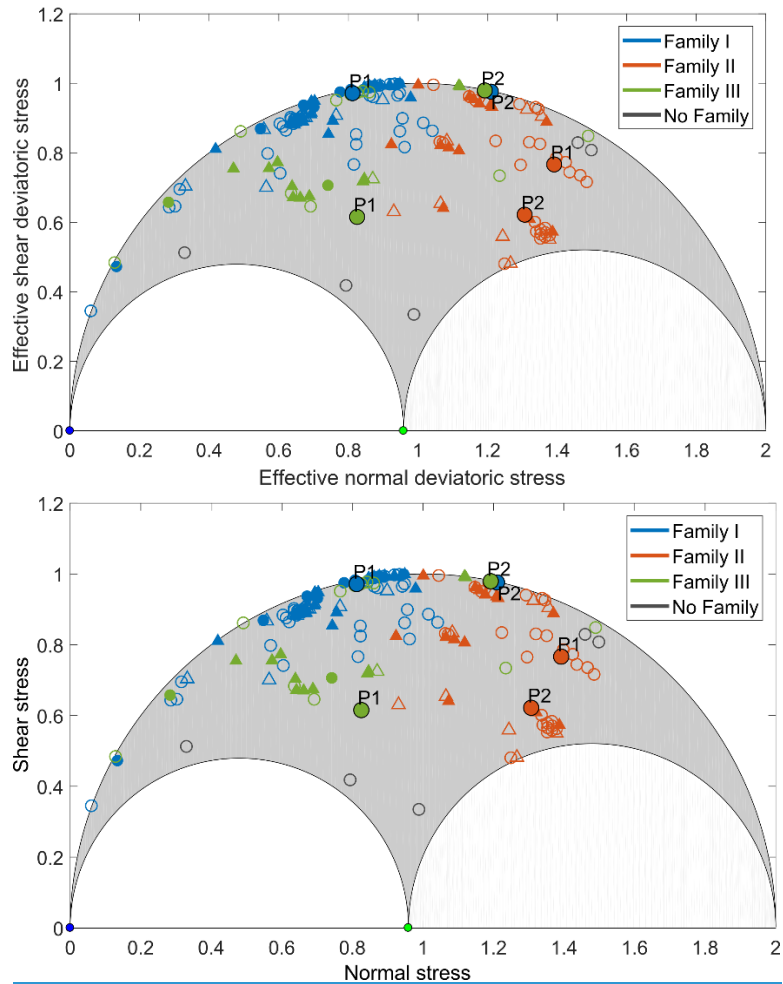 1.2
1
0.8
0.6
0.4
0.2
0
Effective shear deviatoric stress
Family I
Family II
Family III
No Family
P1
P2
P2
P1
P1
P2
0
0.2
0.4
0.6
0.8
1
1.2
1.4
1.6
1.8
2
Effective normal deviatoric stress
1.2
1
0.8
0.6
0.4
0.2
0
Shear stress
Family I
Family II
Family III
No Family
P1
P2
P2
P1
P1
P2
0
0.2
0.4
0.6
0.8
1
1.2
1.4
1.6
1.8
2
Normal stress